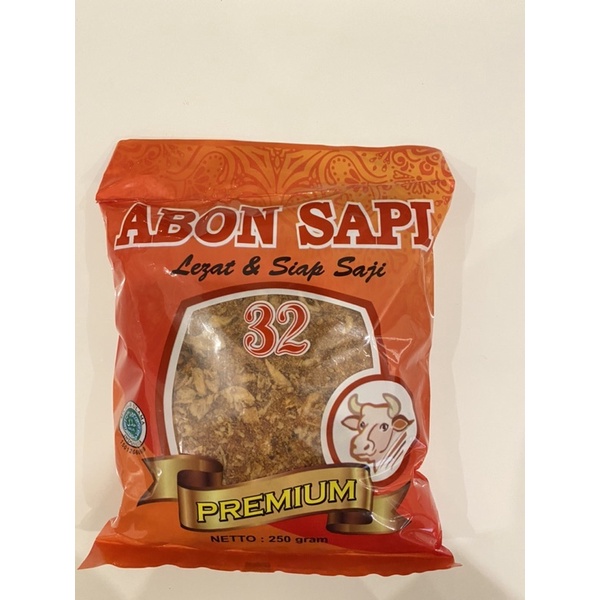 ABON SAPI
Lezat & Siap Saji
32
PREMIUM
NETTO : 250 gram